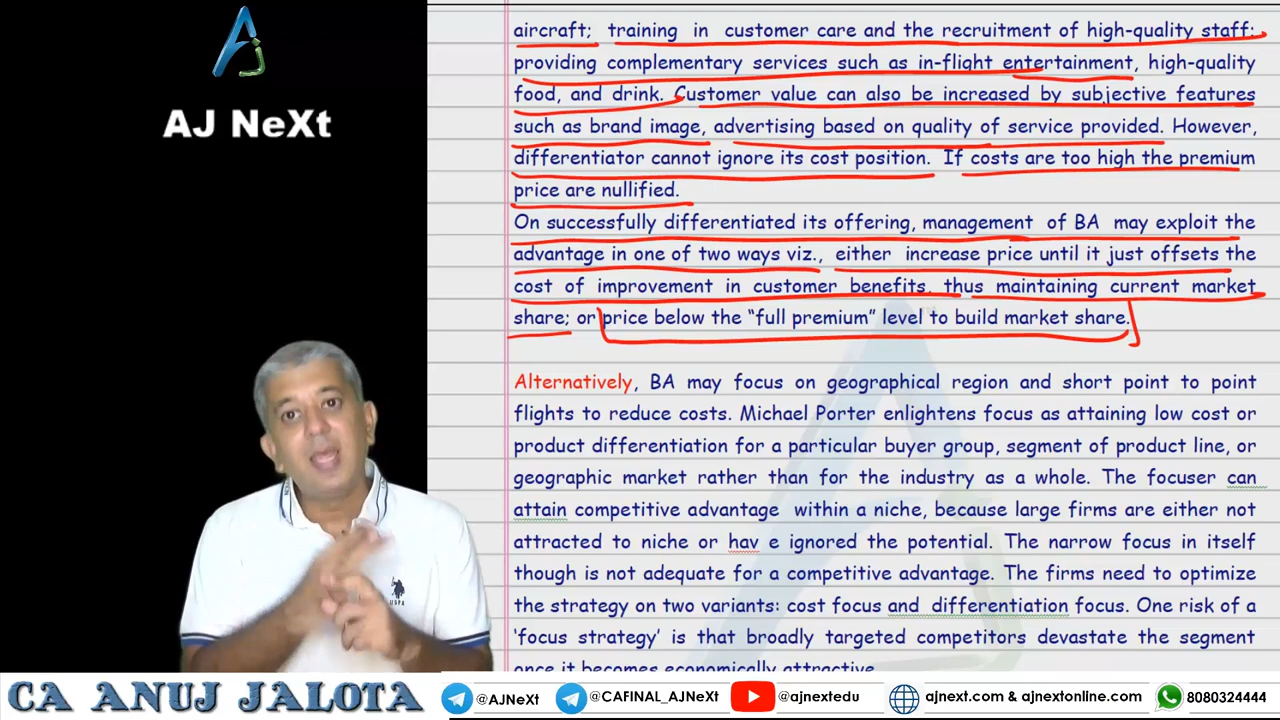 AJ NeXt
aircraft; training in customer care and the recruitment of high-quality staff;
providing complementary services such as in-flight entertainment, high-quality
food, and drink. Customer value can also be increased by subjective features
such as brand image, advertising based on quality of service provided. However,
differentiator cannot ignore its cost position. If costs are too high the premium
price are nullified.
On successfully differentiated its offering, management of BA may exploit the
advantage in one of two ways viz., either increase price until it just offsets the
cost of improvement in customer benefits, thus maintaining current market
share; or price below the “full premium” level to build market share.
Alternatively, BA may focus on geographical region and short point to point
flights to reduce costs. Michael Porter enlightens focus as attaining low cost or
product differentiation for a particular buyer group, segment of product line, or
geographic market rather than for the industry as a whole. The focuser can
attain competitive advantage within a niche, because large firms are either not
attracted to niche or hav e ignored the potential. The narrow focus in itself
though is not adequate for a competitive advantage. The firms need to optimize
the strategy on two variants: cost focus and differentiation focus. One risk of a
‘focus strategy’ is that broadly targeted competitors devastate the segment
once it becomes economically attractive.
CA ANUJ JALOTA @AJNeXt @CAFINAL_AJNeXt @ajnextedu ajnext.com & ajnextonline.com 8080324444